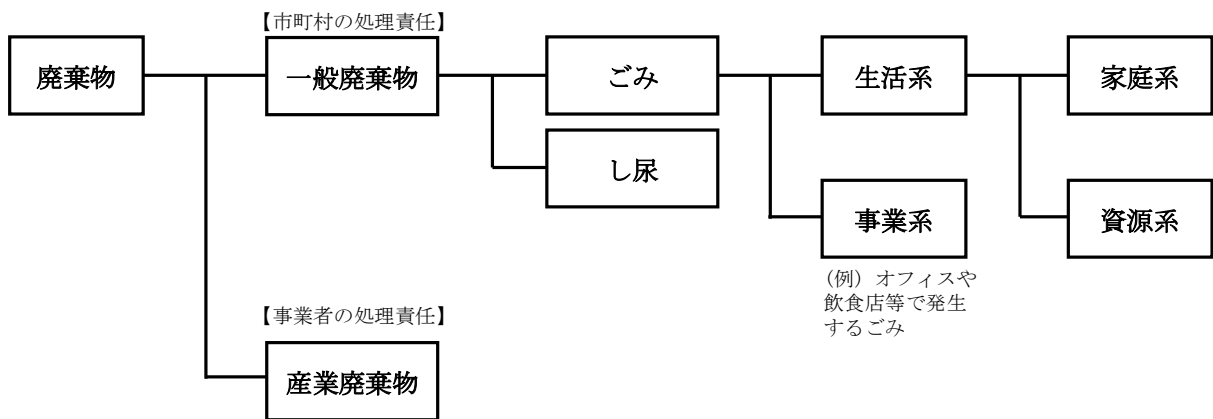 【市町村の処理責任】
廃棄物
一般廃棄物
ごみ
生活系
家庭系
し尿
事業系
資源系
(例)オフィスや
飲食店等で発生
するごみ
【事業者の処理責任】
産業廃棄物